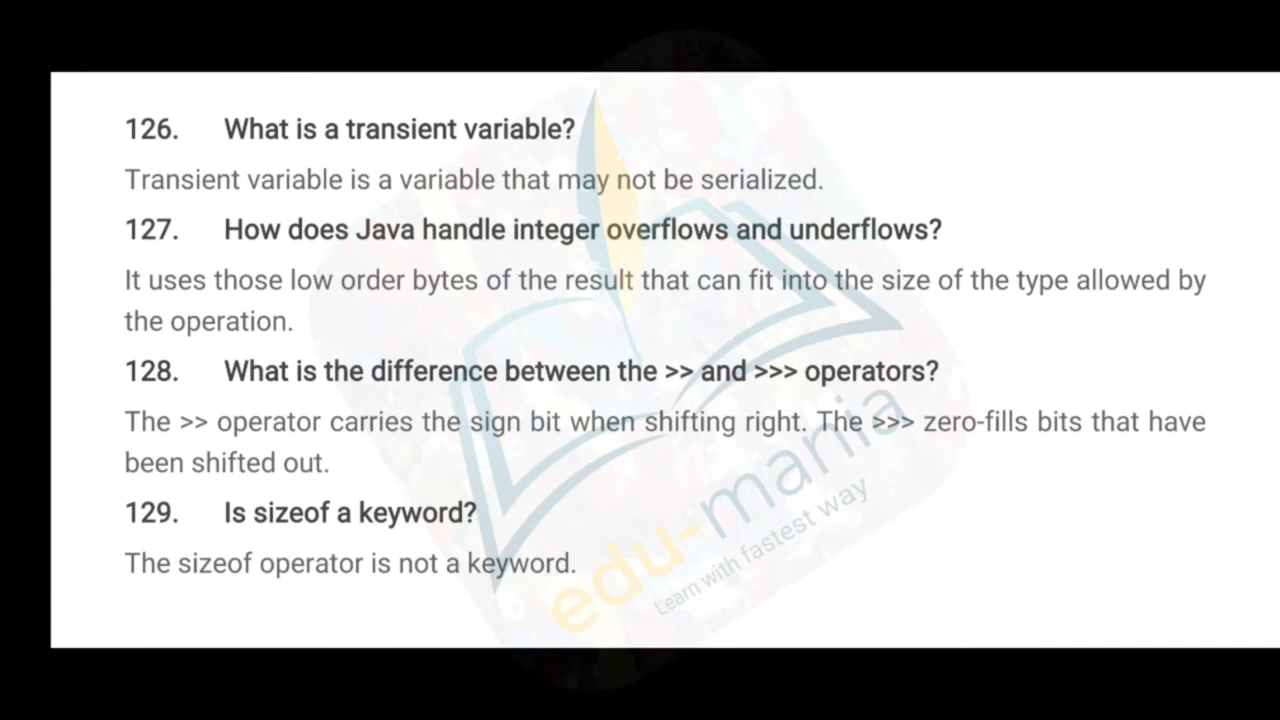 126. What is a transient variable?
Transient variable is a variable that may not be serialized.
127. How does Java handle integer overflows and underflows?
It uses those low order bytes of the result that can fit into the size of the type allowed by
the operation.
128. What is the difference between the >> and >>> operators?
The >> operator carries the sign bit when shifting right. The >>> zero-fills bits that have
been shifted out.
129. Is sizeof a keyword?
The sizeof operator is not a keyword.
edu-mania
Learn with fastest way